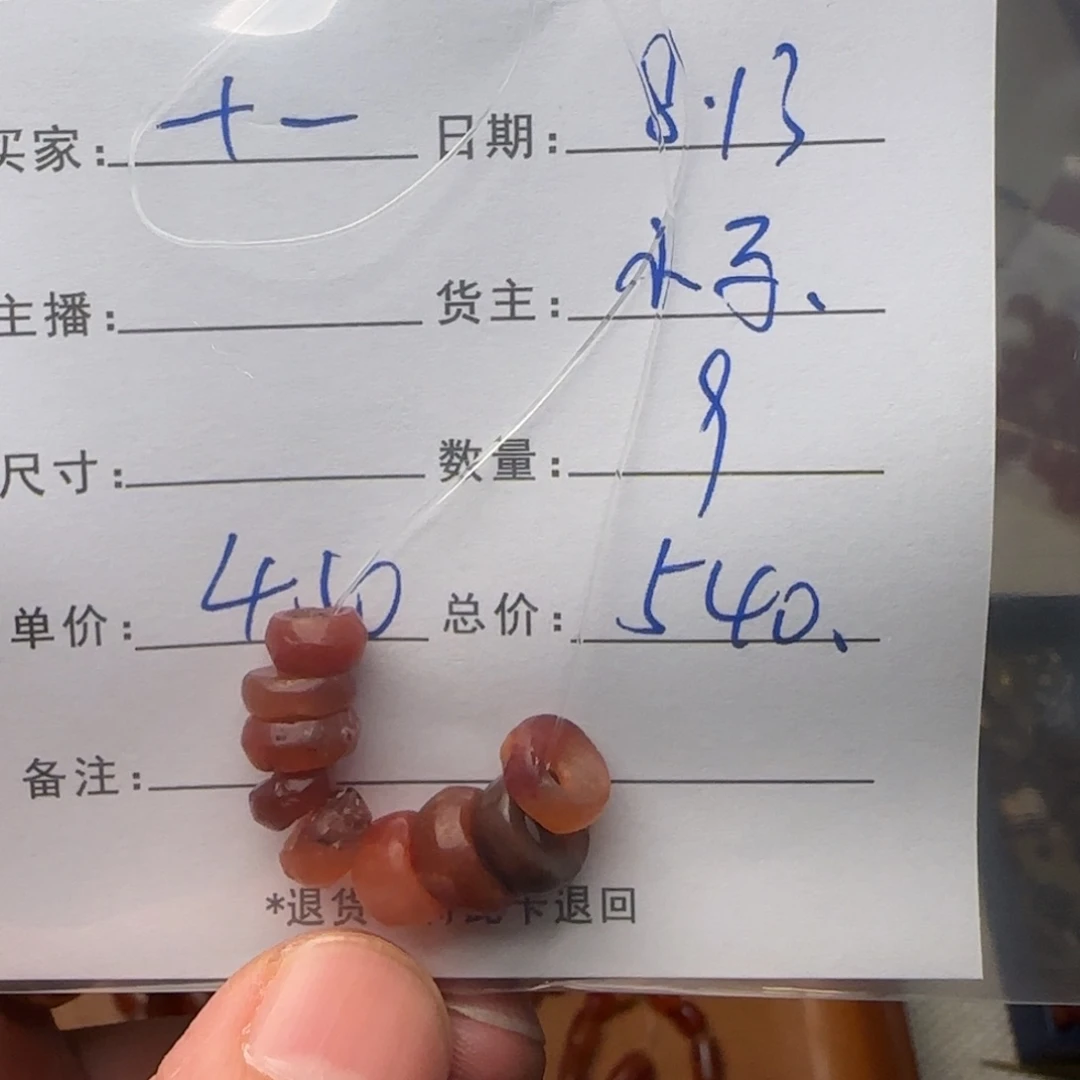 买家: 十一 日期: 8.13
主播: 货主:
尺寸: 数量: 9
单价: 总价: 540、
备注:
*退货 卡退回